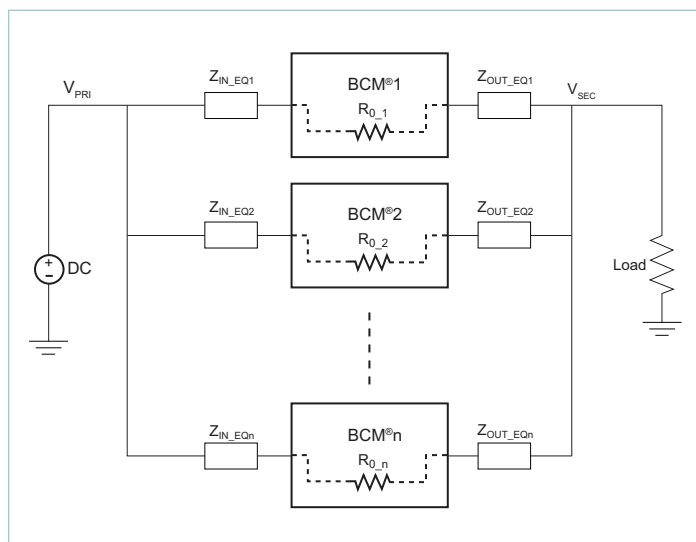 V_PRI
Z_IN_EQ1
BCM®1
R_0_1
Z_OUT_EQ1
V_SEC
Z_IN_EQ2
BCM®2
R_0_2
Z_OUT_EQ2
+
-
DC
Load
Z_IN_EQn
BCM®n
R_0_n
Z_OUT_EQn